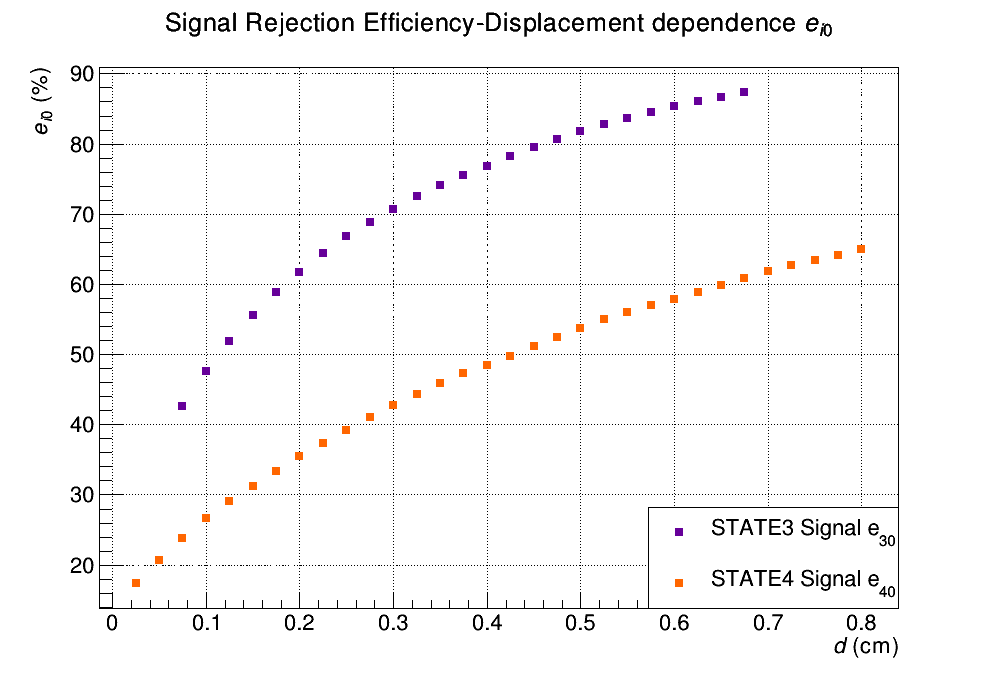 Signal Rejection Efficiency-Displacement dependence e_i0
e_i0 (%)
90
80
70
60
50
40
30
20
STATE3 Signal e_30
STATE4 Signal e_40
0 0.1 0.2 0.3 0.4 0.5 0.6 0.7 0.8
d (cm)